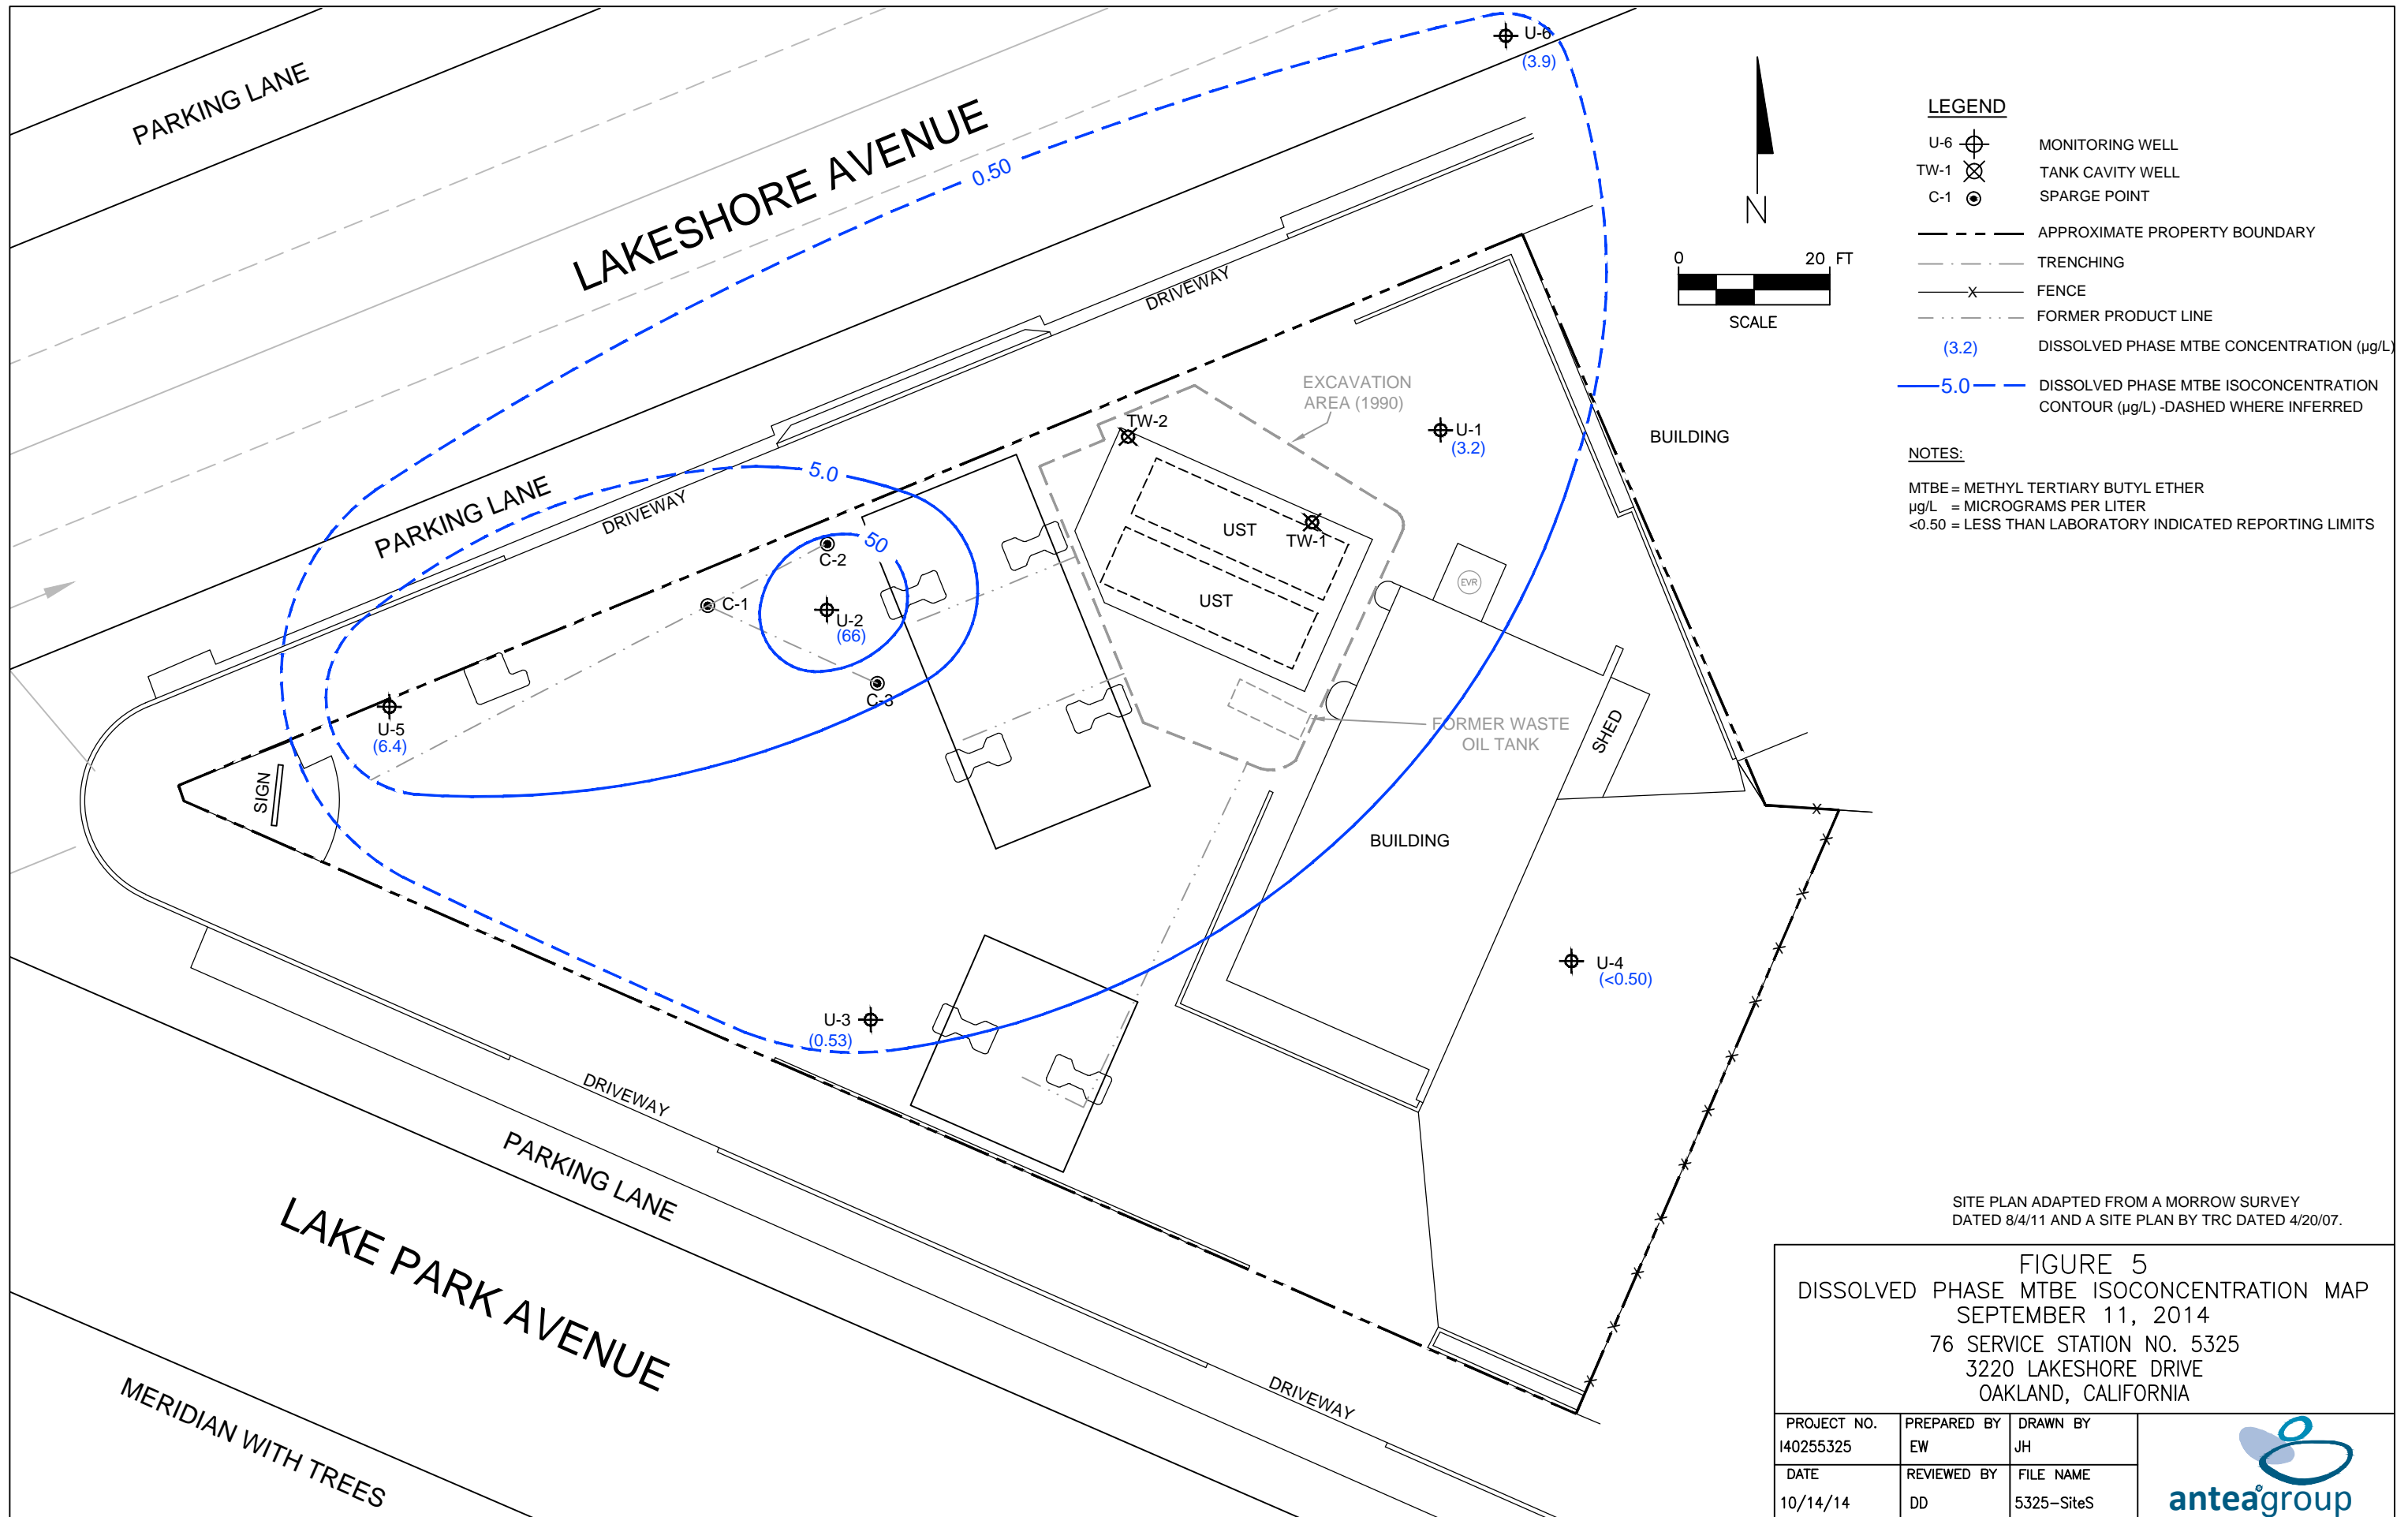 PARKING LANE
LAKESHORE AVENUE
0.50
U-6
(3.9)
N
0 20 FT
SCALE
LEGEND
U-6 MONITORING WELL
TW-1 TANK CAVITY WELL
C-1 SPARGE POINT
APPROXIMATE PROPERTY BOUNDARY
TRENCHING
X FENCE
FORMER PRODUCT LINE
(3.2) DISSOLVED PHASE MTBE CONCENTRATION (µg/L)
5.0 DISSOLVED PHASE MTBE ISOCONCENTRATION
CONTOUR (µg/L) -DASHED WHERE INFERRED
NOTES:
MTBE = METHYL TERTIARY BUTYL ETHER
µg/L = MICROGRAMS PER LITER
<0.50 = LESS THAN LABORATORY INDICATED REPORTING LIMITS
DRIVEWAY
EXCAVATION
AREA (1990)
TW-2
U-1
(3.2)
BUILDING
PARKING LANE
DRIVEWAY
5.0
50
C-2
C-1
U-2
(66)
C-3
UST
TW-1
UST
EVR
U-5
(6.4)
SIGN
FORMER WASTE
OIL TANK
SHED
BUILDING
U-4
(<0.50)
U-3
(0.53)
DRIVEWAY
PARKING LANE
LAKE PARK AVENUE
DRIVEWAY
MERIDIAN WITH TREES
SITE PLAN ADAPTED FROM A MORROW SURVEY
DATED 8/4/11 AND A SITE PLAN BY TRC DATED 4/20/07.
FIGURE 5
DISSOLVED PHASE MTBE ISOCONCENTRATION MAP
SEPTEMBER 11, 2014
76 SERVICE STATION NO. 5325
3220 LAKESHORE DRIVE
OAKLAND, CALIFORNIA
PROJECT NO. PREPARED BY DRAWN BY
I40255325 EW JH
DATE REVIEWED BY FILE NAME
10/14/14 DD 5325-SiteS
anteagroup